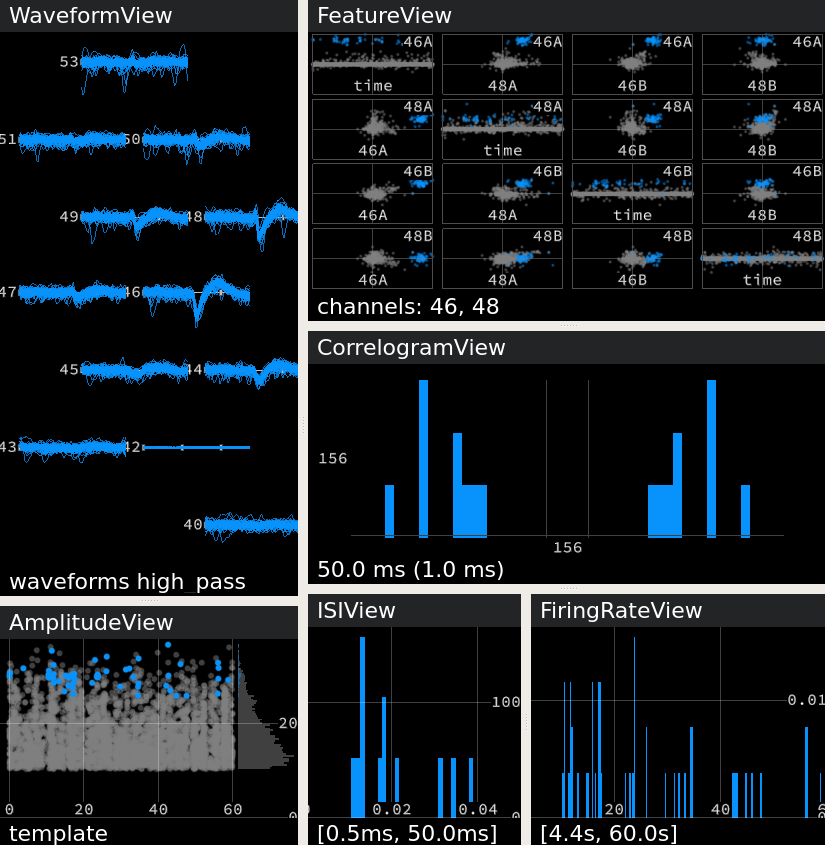 WaveformView
53
51 50
49 48
47 46
45 44
43 42
40
waveforms high_pass
FeatureView
46A 46A 46A 46A
time 48A 46B 48B
48A 48A 48A 48A
46A time 46B 48B
46B 46B 46B 46B
46A 48A time 48B
48B 48B 48B 48B
46A 48A 46B time
channels: 46, 48
CorrelogramView
156
156
50.0 ms (1.0 ms)
AmplitudeView
20
0 20 40 60 0
template
ISIView
100
0 0.02 0.04 0
[0.5ms, 50.0ms]
FiringRateView
0.01
20 40
[4.4s, 60.0s]